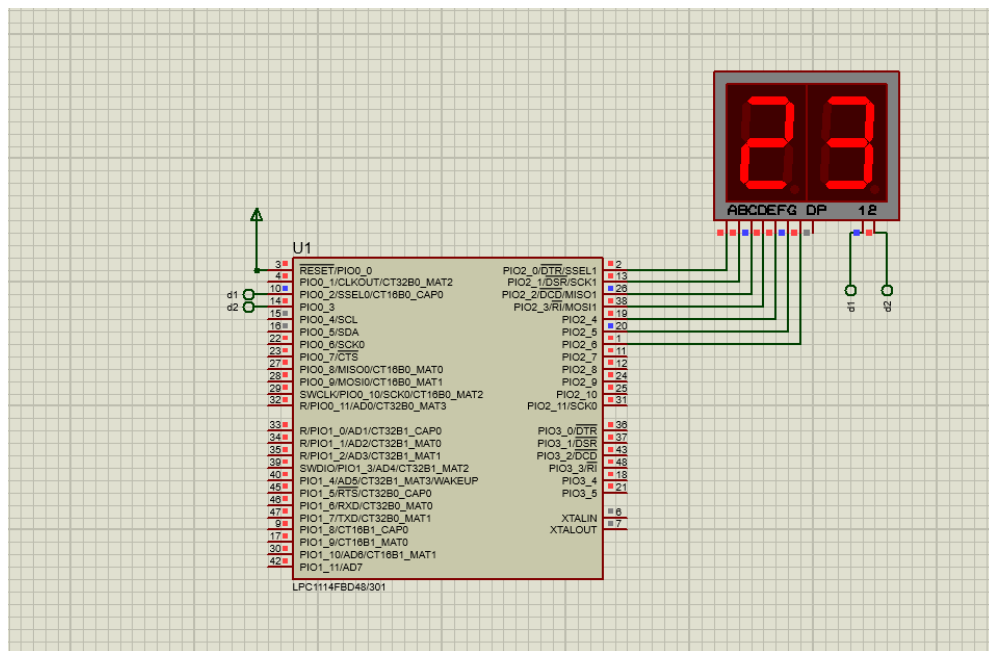 23
ABCDEFG DP 12
U1
3 RESET/PIO0_0
4 PIO0_1/CLKOUT/CT32B0_MAT2
d1 10 PIO0_2/SSEL0/CT16B0_CAP0
d2 14 PIO0_3
15 PIO0_4/SCL
16 PIO0_5/SDA
22 PIO0_6/SCK0
23 PIO0_7/CTS
27 PIO0_8/MISO0/CT16B0_MAT0
28 PIO0_9/MOSI0/CT16B0_MAT1
29 SWCLK/PIO0_10/SCK0/CT16B0_MAT2
32 R/PIO0_11/AD0/CT32B0_MAT3
33 R/PIO1_0/AD1/CT32B1_CAP0
34 R/PIO1_1/AD2/CT32B1_MAT0
35 R/PIO1_2/AD3/CT32B1_MAT1
39 SWDIO/PIO1_3/AD4/CT32B1_MAT2
40 PIO1_4/AD5/CT32B1_MAT3/WAKEUP
45 PIO1_5/RTS/CT32B0_CAP0
46 PIO1_6/RXD/CT32B0_MAT0
47 PIO1_7/TXD/CT32B0_MAT1
9 PIO1_8/CT16B1_CAP0
17 PIO1_9/CT16B1_MAT0
30 PIO1_10/AD6/CT16B1_MAT1
42 PIO1_11/AD7
PIO2_0/DTR/SSEL1 2
PIO2_1/DSR/SCK1 13
PIO2_2/DCD/MISO1 26
PIO2_3/RI/MOSI1 38
PIO2_4 19
PIO2_5 20
PIO2_6 1
PIO2_7 11
PIO2_8 12
PIO2_9 24
PIO2_10 25
PIO2_11/SCK0 31
PIO3_0/DTR 36
PIO3_1/DSR 37
PIO3_2/DCD 43
PIO3_3/RI 48
PIO3_4 18
PIO3_5 21
XTALIN 6
XTALOUT 7
LPC1114FBD48/301
d1
d2